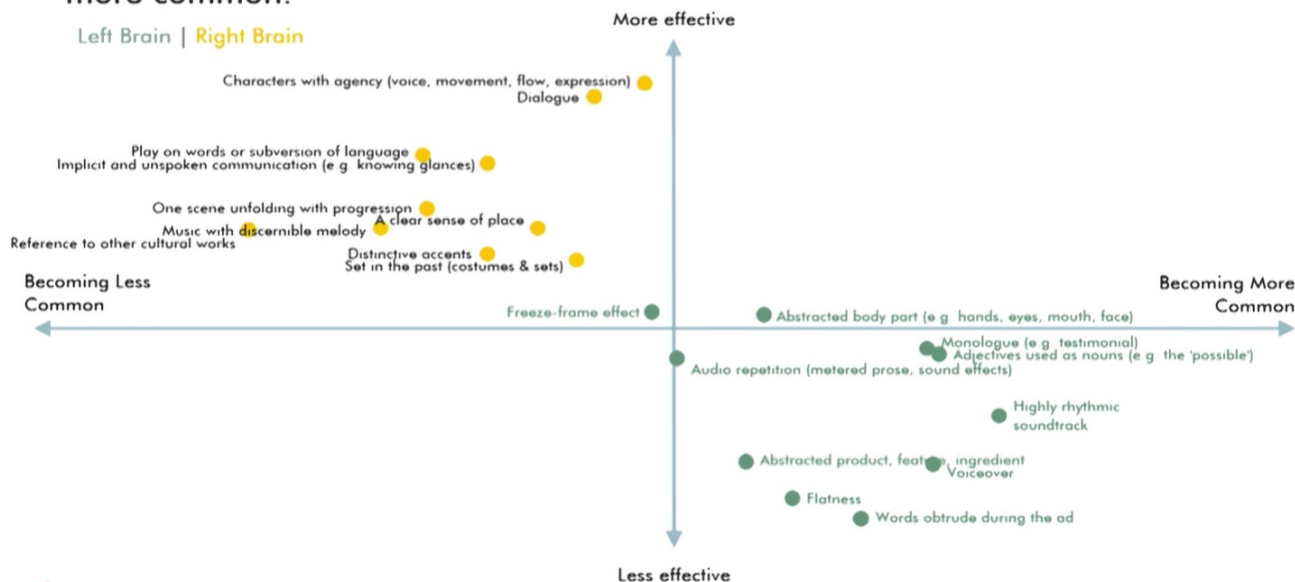 more common:
Left Brain | Right Brain
More effective
Characters with agency (voice, movement, flow, expression)
Dialogue
Play on words or subversion of language
Implicit and unspoken communication (e g knowing glances)
One scene unfolding with progression
A clear sense of place
Music with discernible melody
Reference to other cultural works
Distinctive accents
Set in the past (costumes & sets)
Becoming Less
Common
Becoming More
Common
Freeze-frame effect
Abstracted body part (e g hands, eyes, mouth, face)
Monologue (e g testimonial)
Adjectives used as nouns (e g the 'possible')
Audio repetition (metered prose, sound effects)
Highly rhythmic
soundtrack
Abstracted product, feature, ingredient
Voiceover
Flatness
Words obtrude during the ad
Less effective